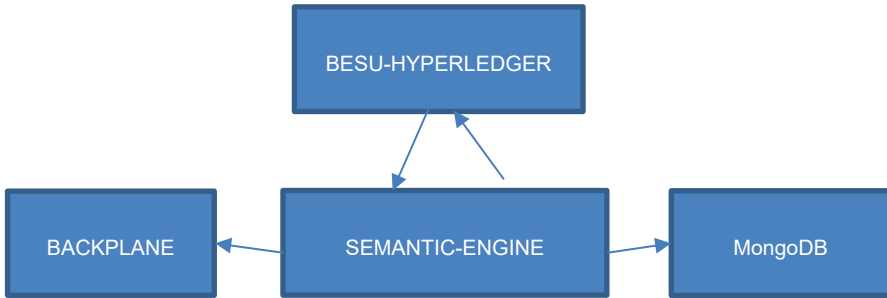 BESU-HYPERLEDGER
BACKPLANE
SEMANTIC-ENGINE
MongoDB